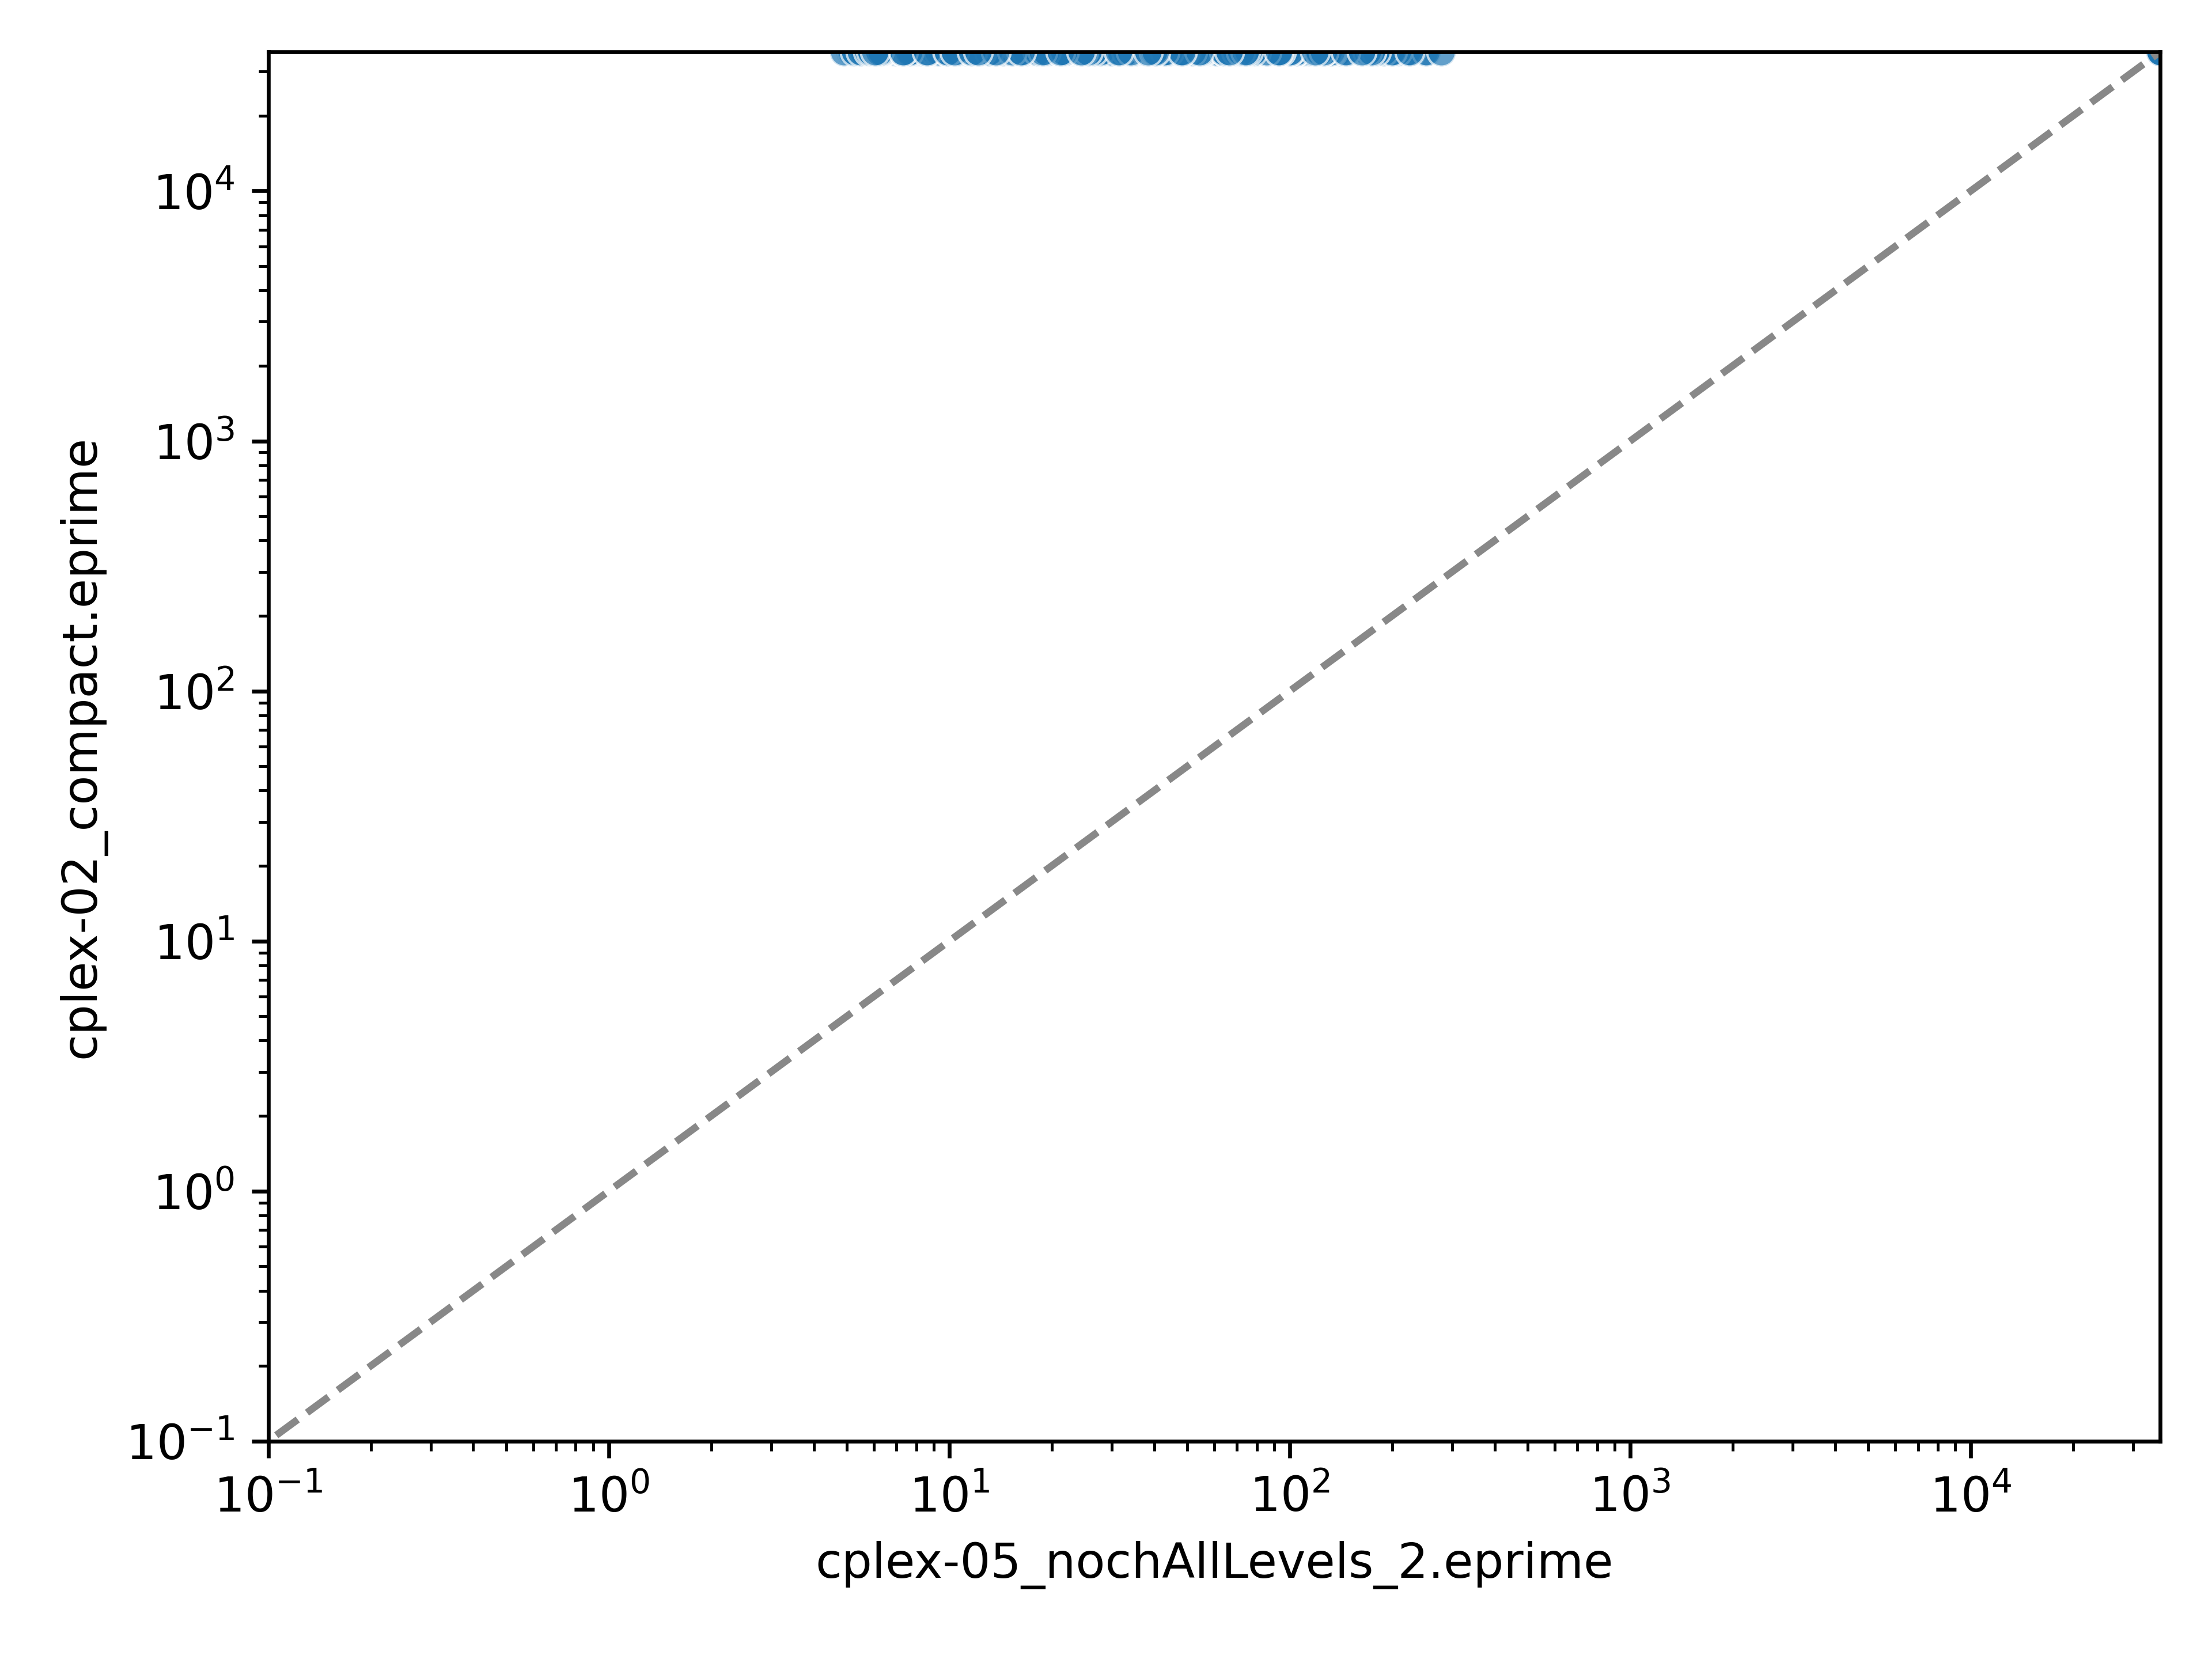 cplex-02_compact.eprime
10⁴
10³
10²
10¹
10⁰
10⁻¹
10⁻¹ 10⁰ 10¹ 10² 10³ 10⁴
cplex-05_nochAllLevels_2.eprime